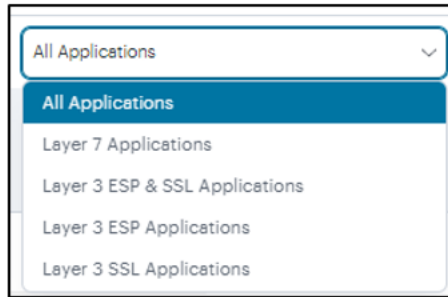 All Applications
All Applications
Layer 7 Applications
Layer 3 ESP & SSL Applications
Layer 3 ESP Applications
Layer 3 SSL Applications